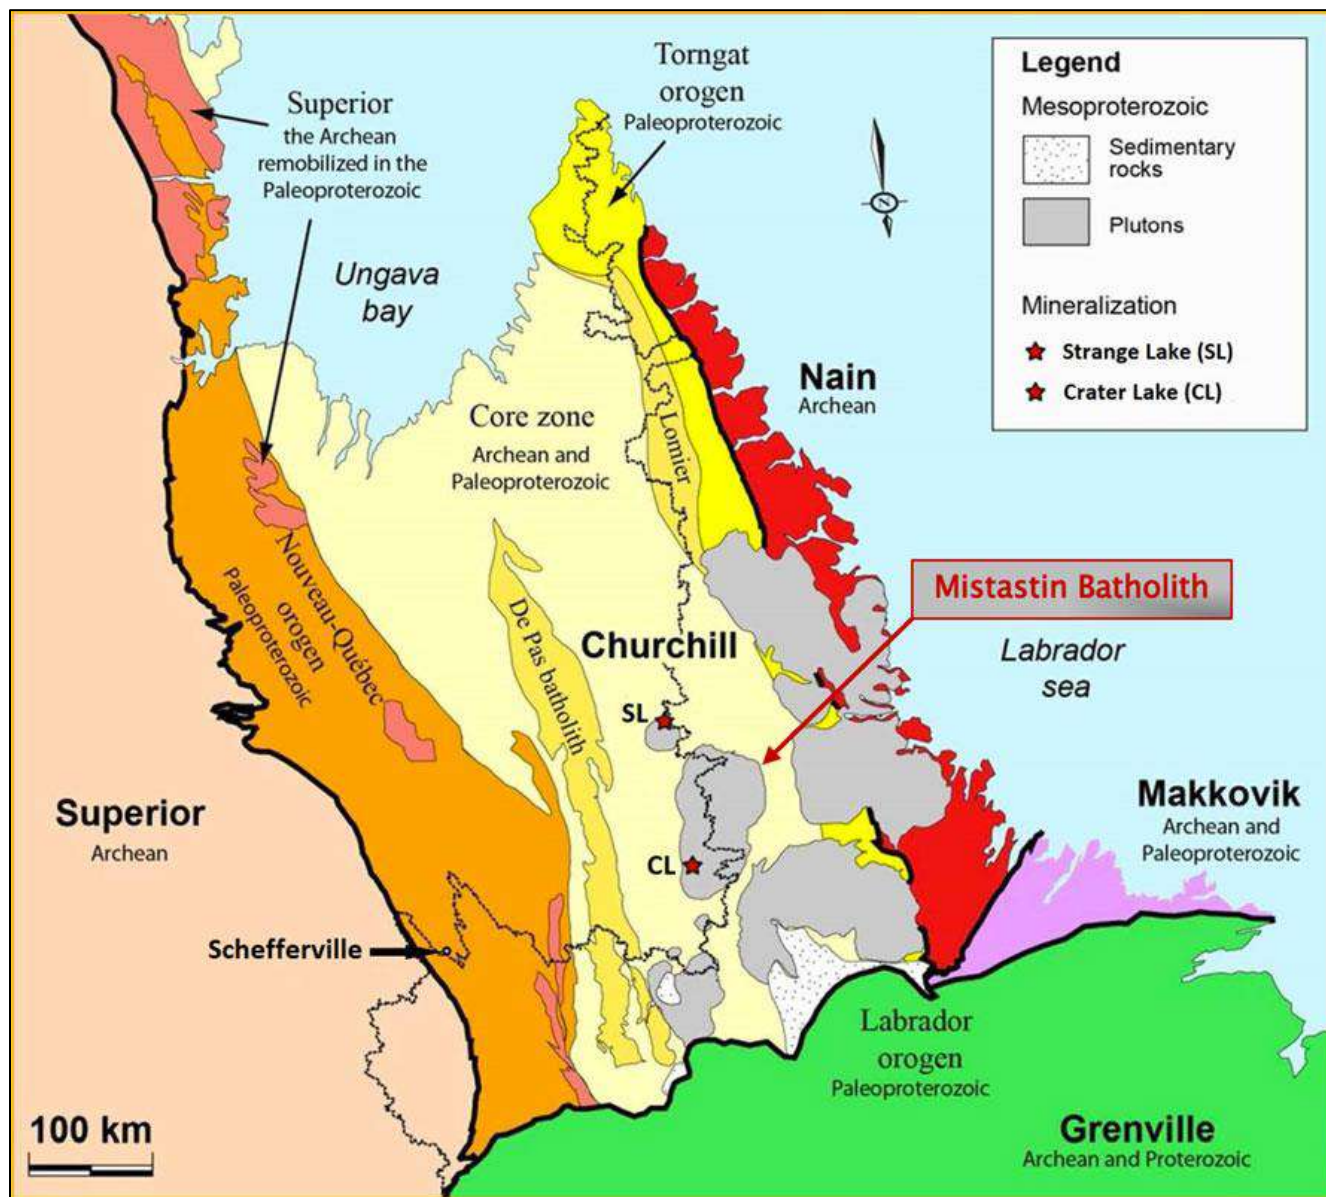 Torngat
orogen
Paleoproterozoic
Superior
the Archean
remobilized in the
Paleoproterozoic
Legend
Mesoproterozoic
Sedimentary
rocks
Plutons
Mineralization
Strange Lake (SL)
Crater Lake (CL)
N
Ungava
bay
Nain
Archean
Core zone
Archean and
Paleoproterozoic
Lomier
Nouveau-Québec
orogen
Paleoproterozoic
De Pas batholith
Mistastin Batholith
Churchill
Labrador
sea
SL
CL
Superior
Archean
Makkovik
Archean and
Paleoproterozoic
Schefferville
Labrador
orogen
Paleoproterozoic
100 km
Grenville
Archean and Proterozoic